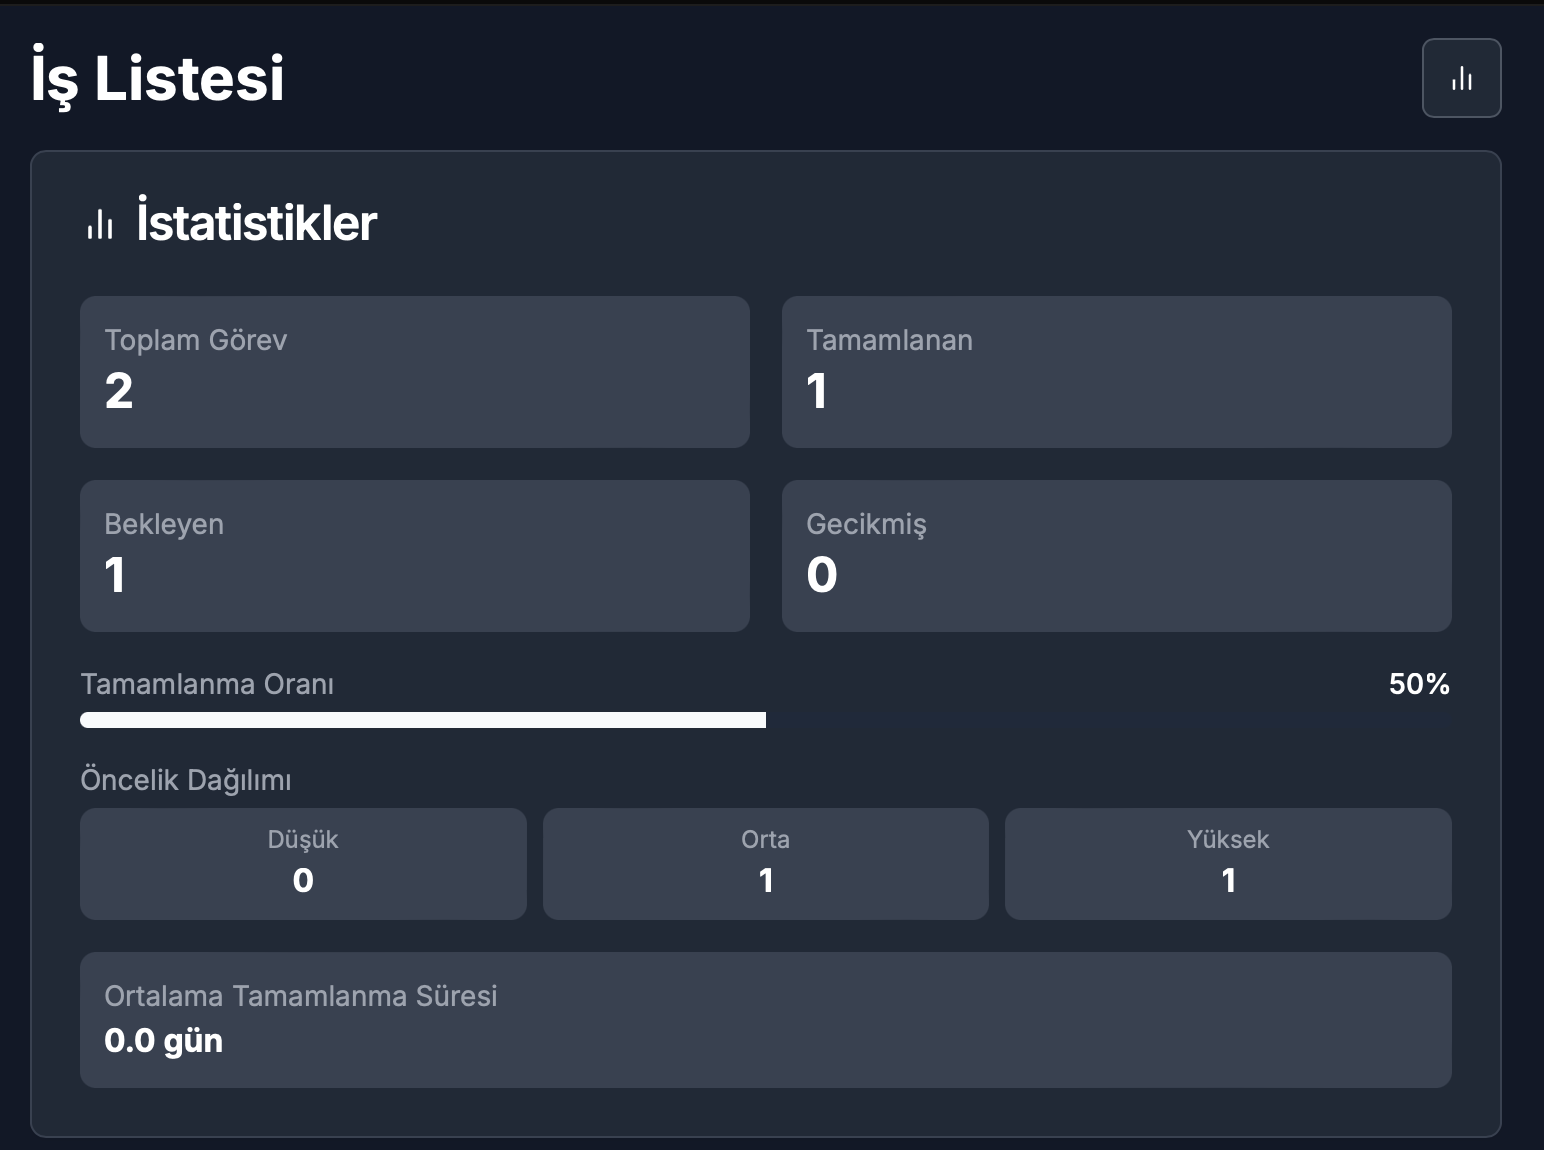 İş Listesi
İstatistikler
Toplam Görev
2
Tamamlanan
1
Bekleyen
1
Gecikmiş
0
Tamamlanma Oranı
50%
Öncelik Dağılımı
Düşük
0
Orta
1
Yüksek
1
Ortalama Tamamlanma Süresi
0.0 gün